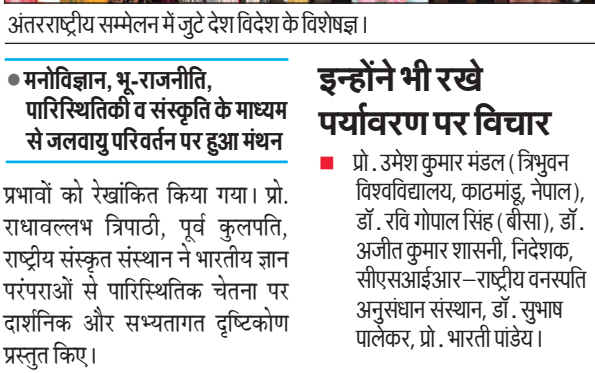 अंतरराष्ट्रीय सम्मेलन में जुटे देश विदेश के विशेषज्ञ।
●मनोविज्ञान, भू-राजनीति,
पारिस्थितिकी व संस्कृति के माध्यम
से जलवायु परिवर्तन पर हुआ मंथन
प्रभावों को रेखांकित किया गया। प्रो.
राधावल्लभ त्रिपाठी, पूर्व कुलपति,
राष्ट्रीय संस्कृत संस्थान ने भारतीय ज्ञान
परंपराओं से पारिस्थितिक चेतना पर
दार्शनिक और सभ्यतागत दृष्टिकोण
प्रस्तुत किए।
इन्होंने भी रखे
पर्यावरण पर विचार
■ प्रो. उमेश कुमार मंडल (त्रिभुवन
विश्वविद्यालय, काठमांडू, नेपाल),
डॉ. रवि गोपाल सिंह (बीसा), डॉ.
अजीत कुमार शासनी, निदेशक,
सीएसआईआर–राष्ट्रीय वनस्पति
अनुसंधान संस्थान, डॉ. सुभाष
पालेकर, प्रो. भारती पांडेय।